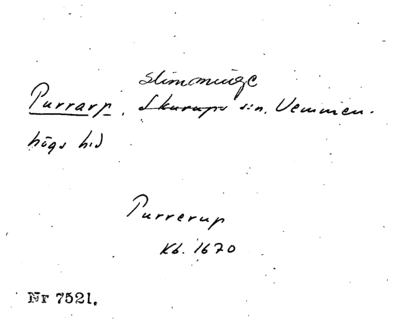 Slimminge
Purrarp, Skurups sn, Vemmen-
högs hd
Purrerup
Kb. 1670
Nr 7521.